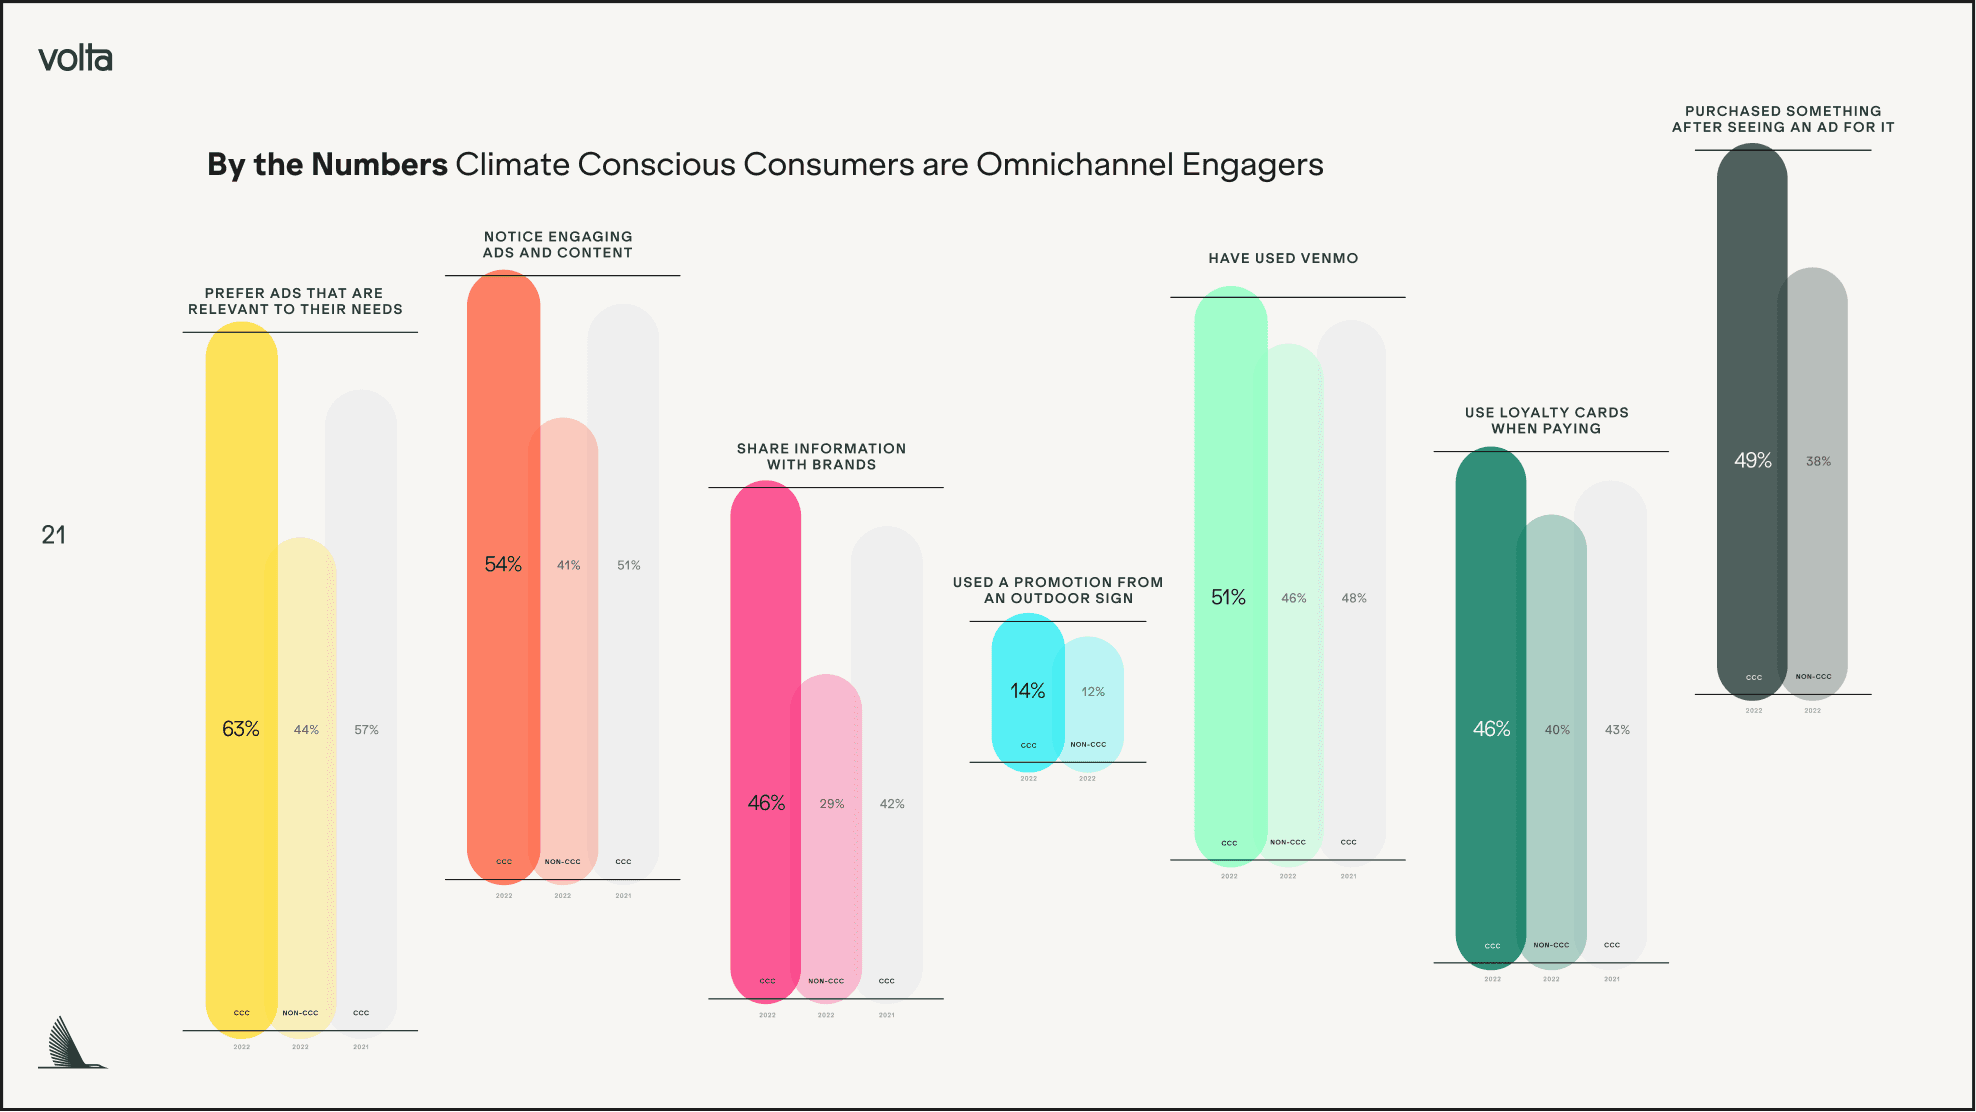 volta
By the Numbers Climate Conscious Consumers are Omnichannel Engagers
21
PREFER ADS THAT ARE
RELEVANT TO THEIR NEEDS
63%
44%
57%
CCC
NON-CCC
CCC
2022
2022
2021
NOTICE ENGAGING
ADS AND CONTENT
54%
41%
51%
CCC
NON-CCC
CCC
2022
2022
2021
SHARE INFORMATION
WITH BRANDS
46%
29%
42%
CCC
NON-CCC
CCC
2022
2022
2021
USED A PROMOTION FROM
AN OUTDOOR SIGN
14%
12%
CCC
NON-CCC
2022
2022
HAVE USED VENMO
51%
46%
48%
CCC
NON-CCC
CCC
2022
2022
2021
USE LOYALTY CARDS
WHEN PAYING
46%
40%
43%
CCC
NON-CCC
CCC
2022
2022
2021
PURCHASED SOMETHING
AFTER SEEING AN AD FOR IT
49%
38%
CCC
NON-CCC
2022
2022